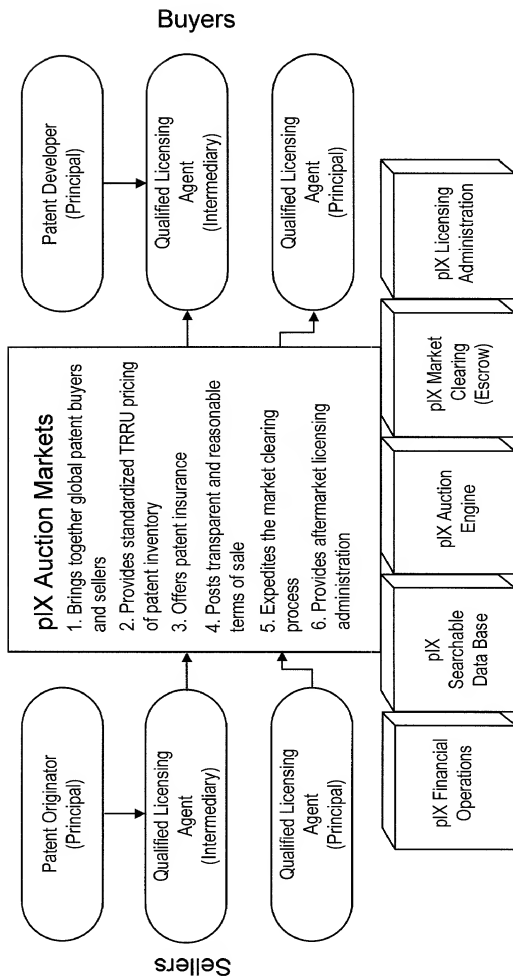 Sellers
Patent Originator
(Principal)
Qualified Licensing
Agent
(Intermediary)
Qualified Licensing
Agent
(Principal)
pIX Auction Markets
1. Brings together global patent buyers
and sellers
2. Provides standardized TRRU pricing
of patent inventory
3. Offers patent insurance
4. Posts transparent and reasonable
terms of sale
5. Expedites the market clearing
process
6. Provides aftermarket licensing
administration
Buyers
Patent Developer
(Principal)
Qualified Licensing
Agent
(Intermediary)
Qualified Licensing
Agent
(Principal)
pIX Financial
Operations
pIX
Searchable
Data Base
pIX Auction
Engine
pIX Market
Clearing
(Escrow)
pIX Licensing
Administration